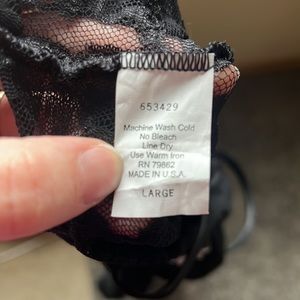 653429
Machine Wash Cold
No Bleach
Line Dry
Use Warm Iron
RN 79862
MADE IN U.S.A.
LARGE